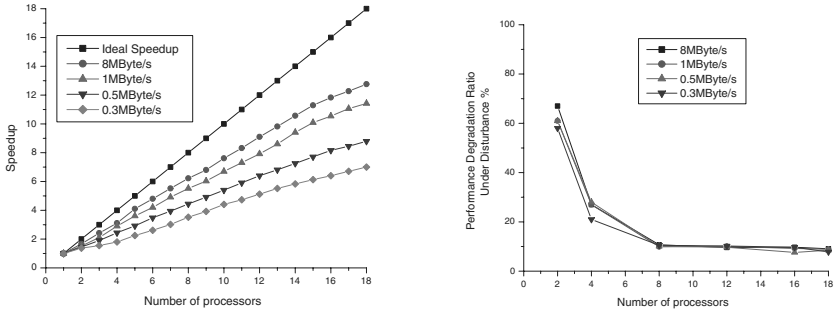 18
16
14
12
10
8
6
4
2
0
Speedup
Ideal Speedup
8MByte/s
1MByte/s
0.5MByte/s
0.3MByte/s
0 2 4 6 8 10 12 14 16 18
Number of processors
100
80
60
40
20
0
Performance Degradation Ratio
Under Disturbance %
8MByte/s
1MByte/s
0.5MByte/s
0.3MByte/s
0 2 4 6 8 10 12 14 16 18
Number of processors